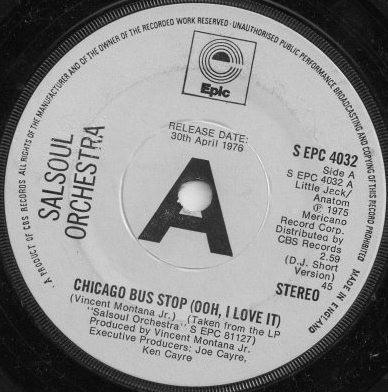 ALL RIGHTS OF THE MANUFACTURER AND OF THE OWNER OF THE RECORDED WORK RESERVED · UNAUTHORISED PUBLIC PERFORMANCE BROADCASTING AND COPYING OF THIS RECORD PROHIBITED
Epic
SALSOUL
ORCHESTRA
RELEASE DATE:
30th April 1976
A
S EPC 4032
Side A
S EPC 4032 A
Little Jack/
Anatom
℗ 1975
Mericano
Record Corp.
Distributed by
CBS Records
2.59
(D.J. Short
Version)
45
STEREO
CHICAGO BUS STOP (OOH, I LOVE IT)
(Vincent Montana Jr.) (Taken from the LP
"Salsoul Orchestra" S EPC 81127)
Produced by Vincent Montana Jr.
Executive Producers: Joe Cayre,
Ken Cayre
A PRODUCT OF CBS RECORDS
MADE IN ENGLAND